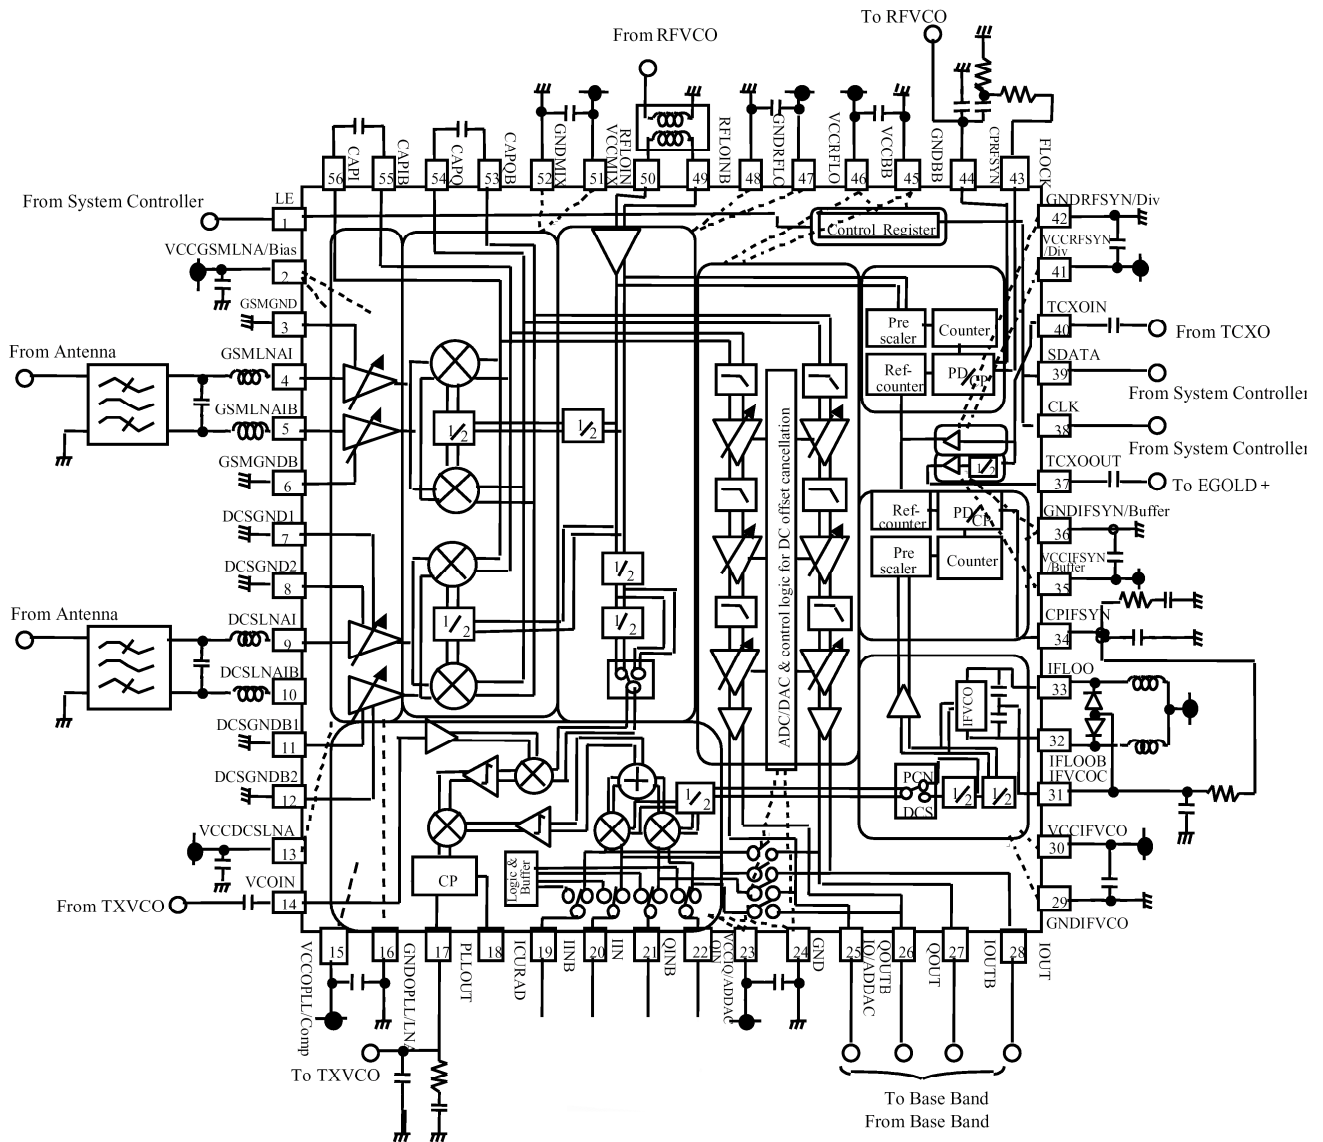 To RFVCO
From RFVCO
CAPI
CAPIB
CAPQ
CAPQB
GNDMIX
VCCMIX
RFLOIN
RFLOINB
GNDRFLO
VCCRFLO
VCCBB
GNDBB
CPRFSYN
FLOCK
56
55
54
53
52
51
50
49
48
47
46
45
44
43
From System Controller
LE
1
VCCGSMLNA/Bias
2
GSMGND
3
From Antenna
GSMLNAI
4
GSMLNAIB
5
GSMGNDB
6
DCSGND1
7
DCSGND2
8
From Antenna
DCSLNAI
9
DCSLNAIB
10
DCSGNDB1
11
DCSGNDB2
12
VCCDCSLNA
13
VCOIN
From TXVCO
14
Control Register
Pre
scaler
Counter
Ref-
counter
PD
CP
1/2
1/2
1/2
1/2
1/2
1/2
1/2
1/2
ADC/DAC & control logic for DC offset cancellation
Ref-
counter
PD
CP
Pre
scaler
Counter
IFVCO
PCN
DCS
1/2
1/2
CP
Logic &
Buffer
GNDRFSYN/Div
42
VCCRFSYN
/Div
41
TCXOIN
40
From TCXO
SDATA
39
From System Controller
CLK
38
From System Controller
TCXOOUT
37
To EGOLD +
GNDIFSYN/Buffer
36
VCCIFSYN
/Buffer
35
CPIFSYN
34
IFLOO
33
32
IFLOOB
IFVCOC
31
VCCIFVCO
30
29
GNDIFVCO
15
16
17
18
19
20
21
22
23
24
25
26
27
28
VCCOPLL/Comp
GNDOPLL/LNA
PLLOUT
ICURAD
IINB
IIN
QINB
QIN
VCCIQ/ADDAC
GND
IQ/ADDAC
QOUTB
QOUT
IOUTB
IOUT
To TXVCO
To Base Band
From Base Band